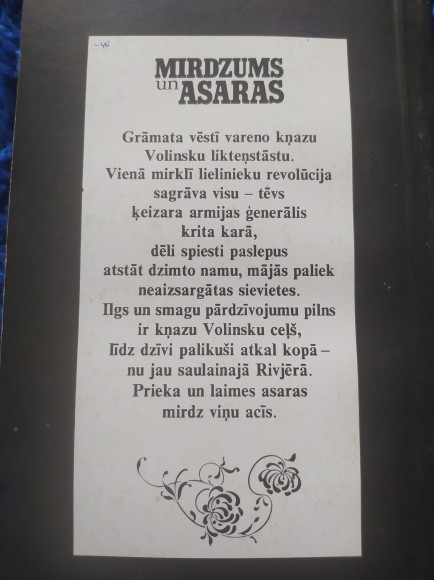 MIRDZUMS
un ASARAS
Grāmata vēstī vareno kņazu
Volinsku likteņstāstu.
Vienā mirklī lielinieku revolūcija
sagrāva visu – tēvs
ķeizara armijas ģenerālis
krita karā,
dēli spiesti paslepus
atstāt dzimto namu, mājās paliek
neaizsargātas sievietes.
Ilgs un smagu pārdzīvojumu pilns
ir kņazu Volinsku ceļš,
līdz dzīvi palikuši atkal kopā –
nu jau saulainajā Rivjērā.
Prieka un laimes asaras
mirdz viņu acīs.